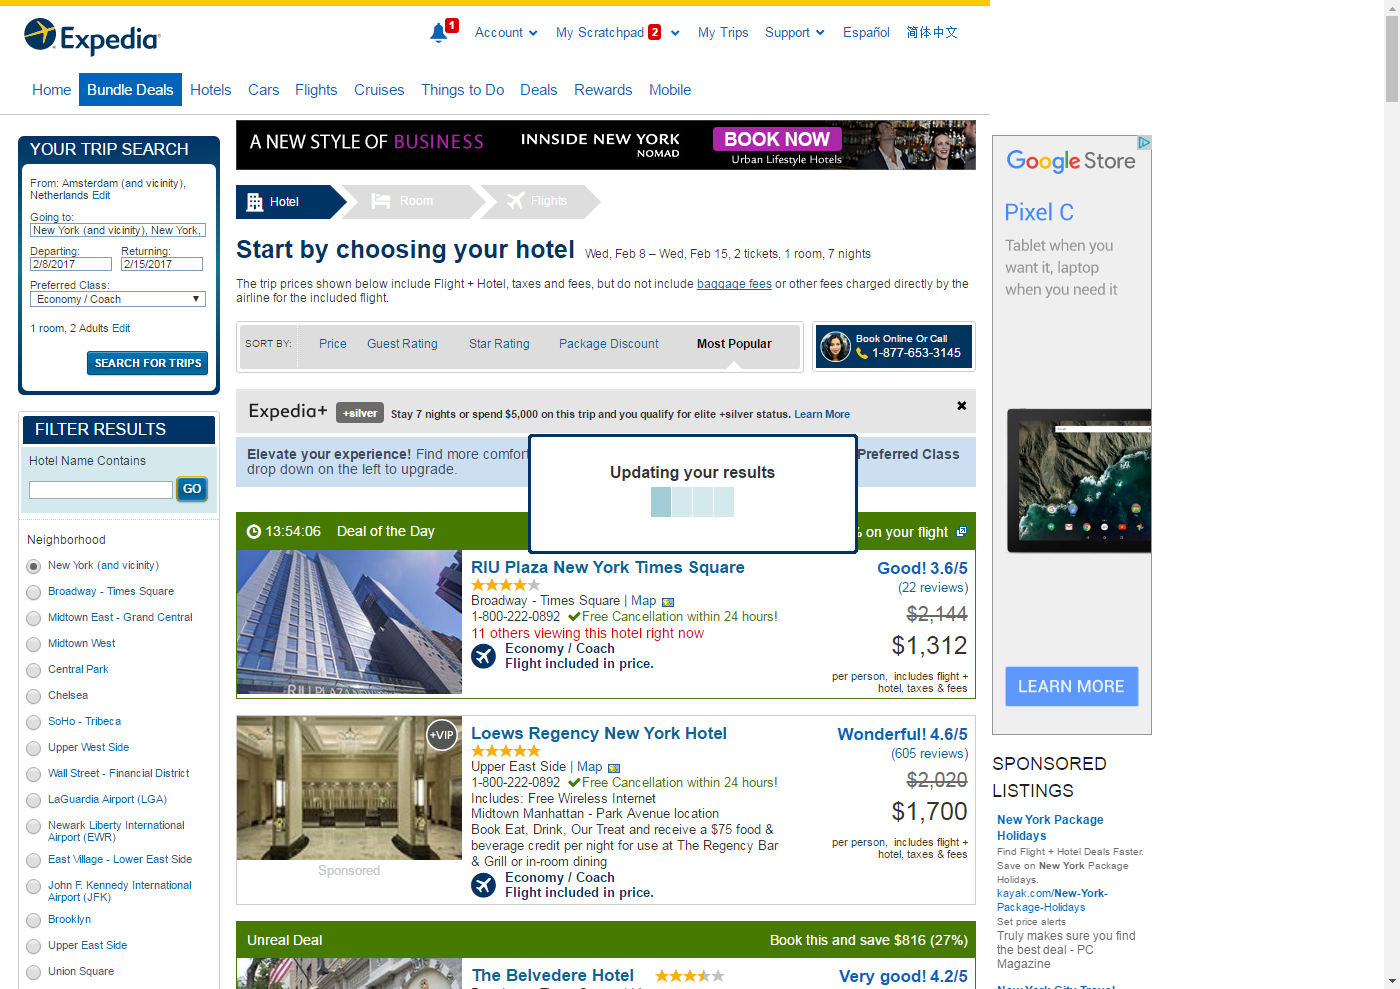 Expedia
1
Account
My Scratchpad 2
My Trips
Support
Español
简体中文
Home
Bundle Deals
Hotels
Cars
Flights
Cruises
Things to Do
Deals
Rewards
Mobile
YOUR TRIP SEARCH
From: Amsterdam (and vicinity),
Netherlands Edit
Going to:
New York (and vicinity), New York,
Departing:
Returning:
2/8/2017
2/15/2017
Preferred Class:
Economy / Coach
1 room, 2 Adults Edit
SEARCH FOR TRIPS
FILTER RESULTS
Hotel Name Contains
GO
Neighborhood
New York (and vicinity)
Broadway - Times Square
Midtown East - Grand Central
Midtown West
Central Park
Chelsea
SoHo - Tribeca
Upper West Side
Wall Street - Financial District
LaGuardia Airport (LGA)
Newark Liberty International
Airport (EWR)
East Village - Lower East Side
John F. Kennedy International
Airport (JFK)
Brooklyn
Upper East Side
Union Square
A NEW STYLE OF BUSINESS
INNSIDE NEW YORK
NOMAD
BOOK NOW
Urban Lifestyle Hotels
Hotel
Room
Flights
Start by choosing your hotel
Wed, Feb 8 – Wed, Feb 15, 2 tickets, 1 room, 7 nights
The trip prices shown below include Flight + Hotel, taxes and fees, but do not include baggage fees or other fees charged directly by the
airline for the included flight.
SORT BY:
Price
Guest Rating
Star Rating
Package Discount
Most Popular
Book Online Or Call
1-877-653-3145
Expedia+
+silver
Stay 7 nights or spend $5,000 on this trip and you qualify for elite +silver status. Learn More
Elevate your experience! Find more comfort
Preferred Class
drop down on the left to upgrade.
Updating your results
13:54:06
Deal of the Day
% on your flight
RIU PLAZA NEW YORK
RIU Plaza New York Times Square
Broadway - Times Square | Map
1-800-222-0892 Free Cancellation within 24 hours!
11 others viewing this hotel right now
Economy / Coach
Flight included in price.
Good! 3.6/5
(22 reviews)
$2,144
$1,312
per person, includes flight +
hotel, taxes & fees
+VIP
Sponsored
Loews Regency New York Hotel
Upper East Side | Map
1-800-222-0892 Free Cancellation within 24 hours!
Includes: Free Wireless Internet
Midtown Manhattan - Park Avenue location
Book Eat, Drink, Our Treat and receive a $75 food &
beverage credit per night for use at The Regency Bar
& Grill or in-room dining
Economy / Coach
Flight included in price.
Wonderful! 4.6/5
(605 reviews)
$2,020
$1,700
per person, includes flight +
hotel, taxes & fees
Unreal Deal
Book this and save $816 (27%)
The Belvedere Hotel
Very good! 4.2/5
Google Store
Pixel C
Tablet when you
want it, laptop
when you need it
LEARN MORE
SPONSORED
LISTINGS
New York Package
Holidays
Find Flight + Hotel Deals Faster.
Save on New York Package
Holidays.
kayak.com/New-York-
Package-Holidays
Set price alerts
Truly makes sure you find
the best deal - PC
Magazine
New York City Travel